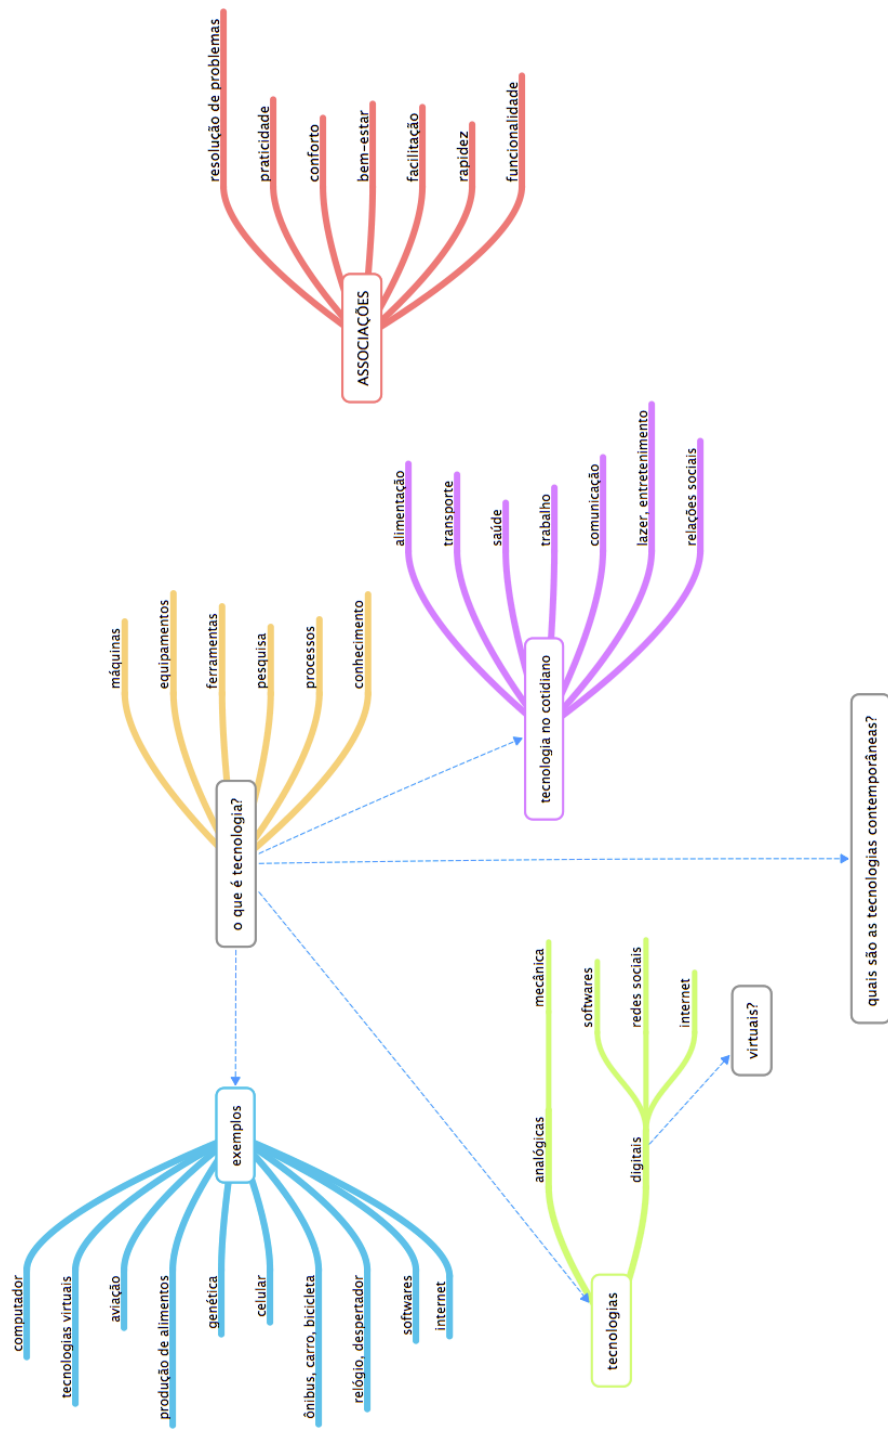 computador
tecnologias virtuais
aviação
produção de alimentos
genética
celular
ônibus, carro, bicicleta
relógio, despertador
softwares
internet
exemplos
o que é tecnologia?
máquinas
equipamentos
ferramentas
pesquisa
processos
conhecimento
ASSOCIAÇÕES
resolução de problemas
praticidade
conforto
bem-estar
facilitação
rapidez
funcionalidade
tecnologia no cotidiano
alimentação
transporte
saúde
trabalho
comunicação
lazer, entretenimento
relações sociais
tecnologias
analógicas
mecânica
digitais
softwares
redes sociais
internet
virtuais?
quais são as tecnologias contemporâneas?